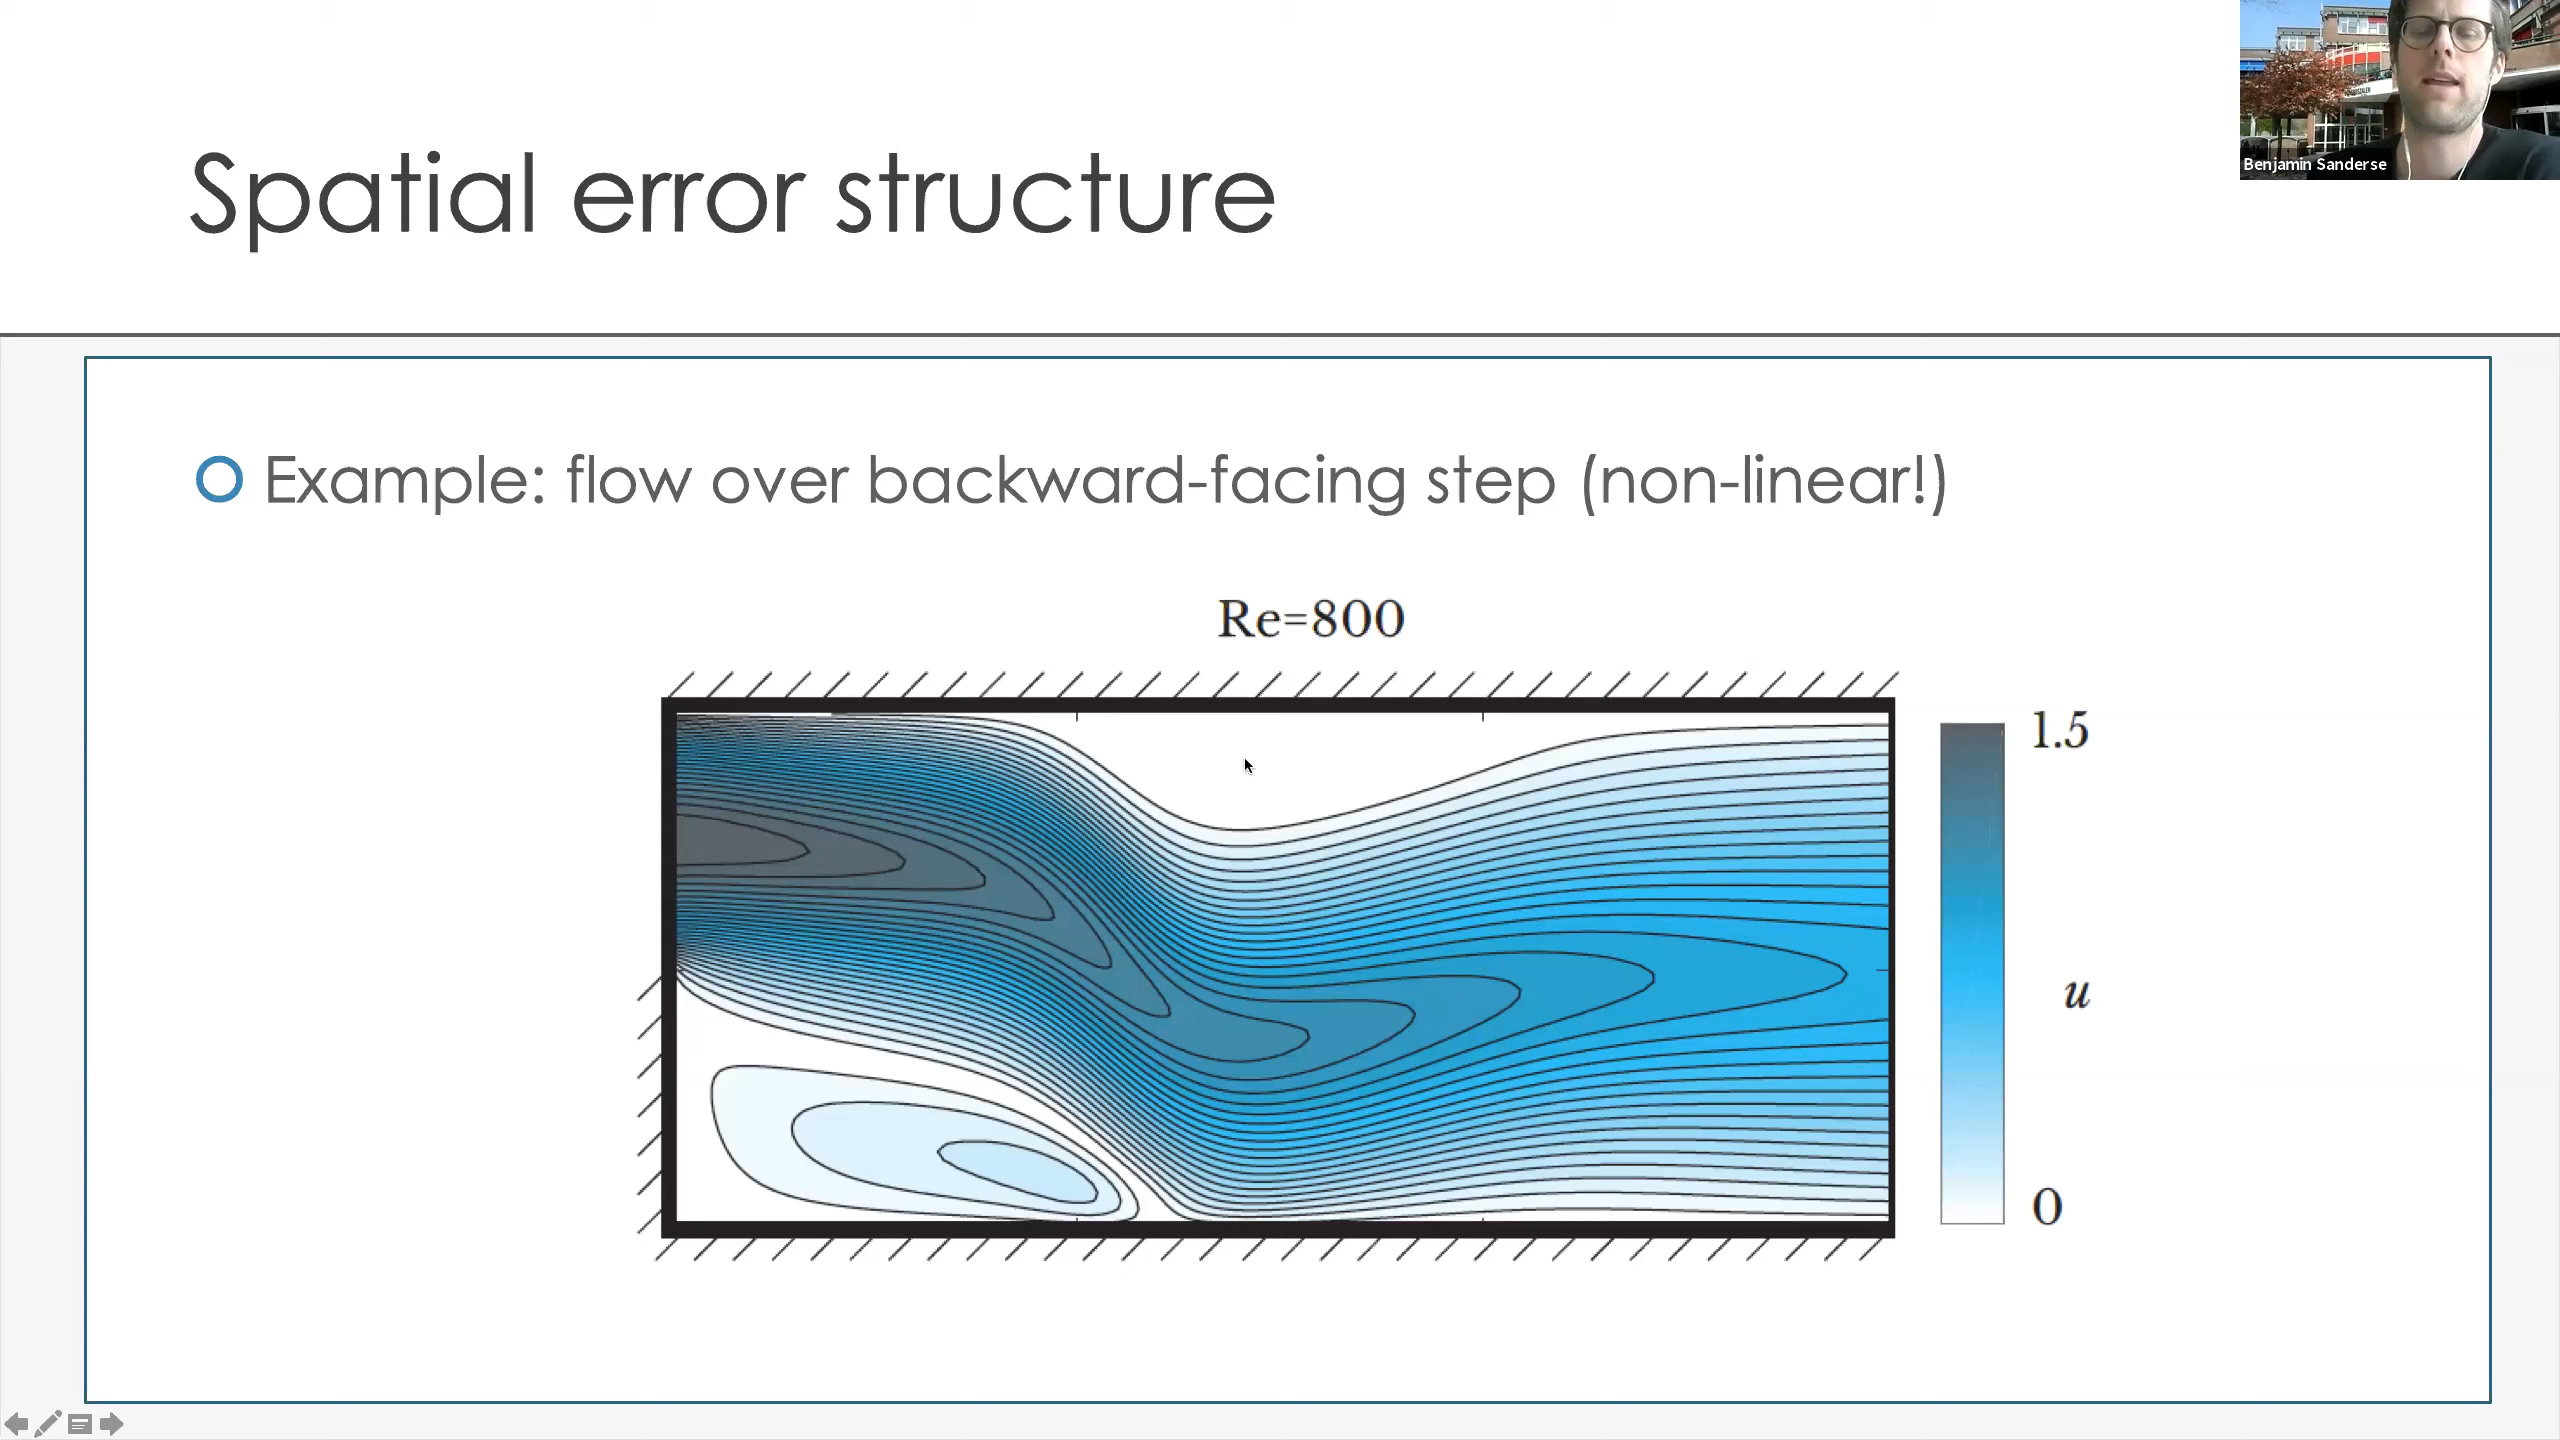 Benjamin Sanderse
Spatial error structure
Example: flow over backward-facing step (non-linear!)
Re=800
1.5
u
0